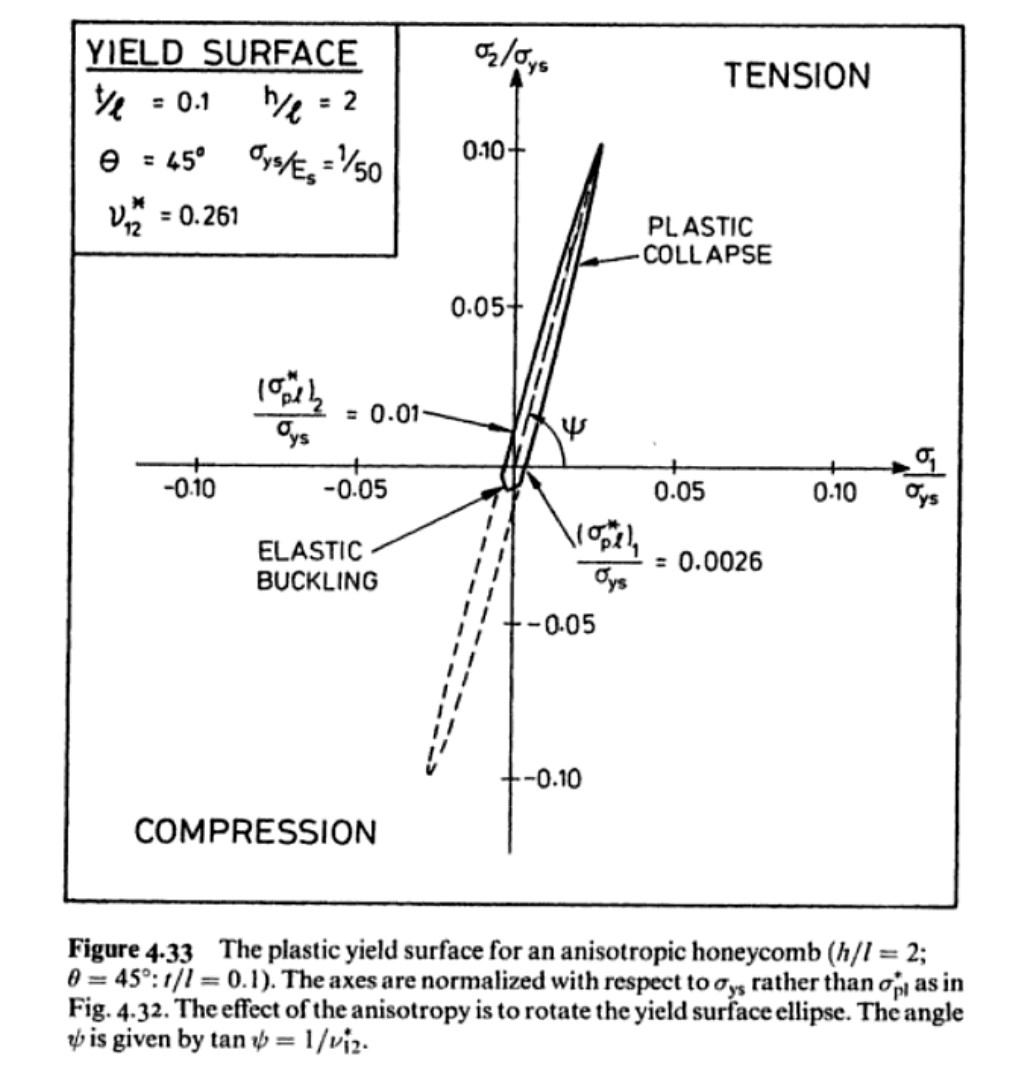 YIELD SURFACE
t/l = 0.1 h/l = 2
θ = 45° σys/Es = 1/50
ν12* = 0.261
σ2/σys
TENSION
0.10
PLASTIC
COLLAPSE
0.05
(σ*pl)2
σys
= 0.01
ψ
-0.10
-0.05
0.05
0.10
σ1
σys
ELASTIC
BUCKLING
(σ*pl)1
σys
= 0.0026
-0.05
-0.10
COMPRESSION
Figure 4.33 The plastic yield surface for an anisotropic honeycomb (h/l = 2;
θ = 45°: t/l = 0.1). The axes are normalized with respect to σys rather than σ*pl as in
Fig. 4.32. The effect of the anisotropy is to rotate the yield surface ellipse. The angle
ψ is given by tan ψ = 1/ν*12.